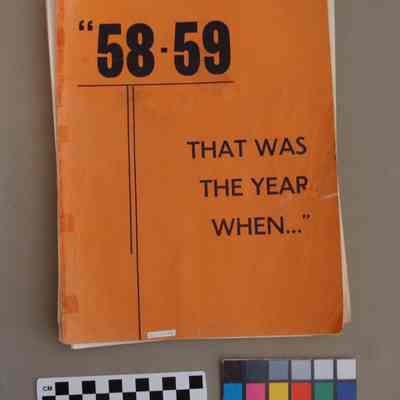 “58-59
THAT WAS
THE YEAR
WHEN...”
CM